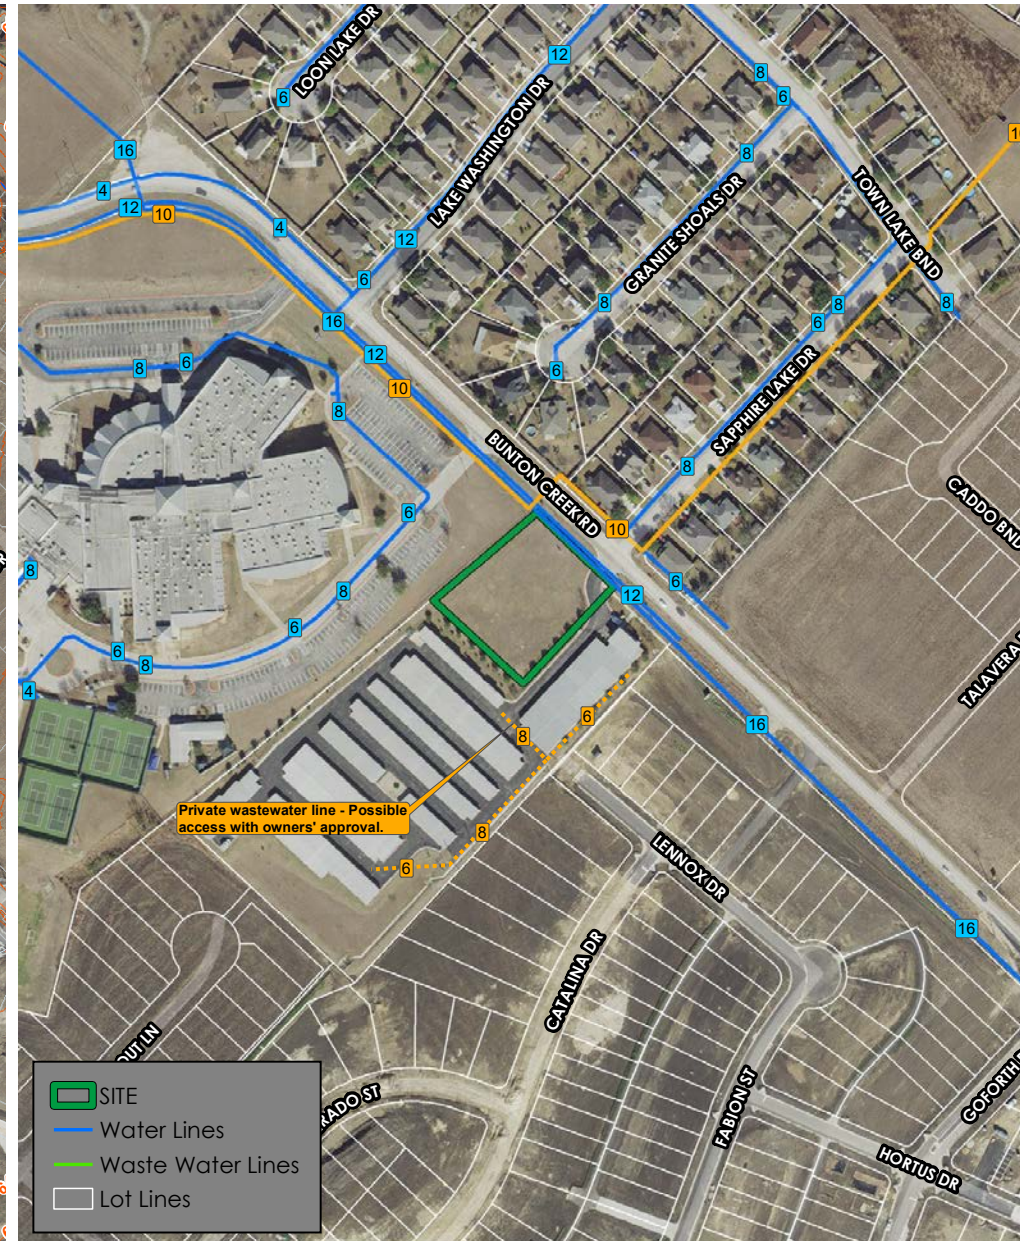 LOON LAKE DR
6
12
LAKE WASHINGTON DR
8
6
16
4
12
10
4
12
6
8
GRANITE SHOALS DR
TOWN LAKE BND
8
8
6
8
16
12
10
6
8
6
8
6
SAPPHIRE LAKE DR
8
BUNTON CREEK RD
10
CADDO BND
6
8
8
6
12
6
8
4
TALAVERA
16
6
8
Private wastewater line - Possible
access with owners' approval.
8
6
LENNOX DR
16
CATALINA DR
OUT LN
RADO ST
FABION ST
GOFORTH
HORTUS DR
SITE
Water Lines
Waste Water Lines
Lot Lines